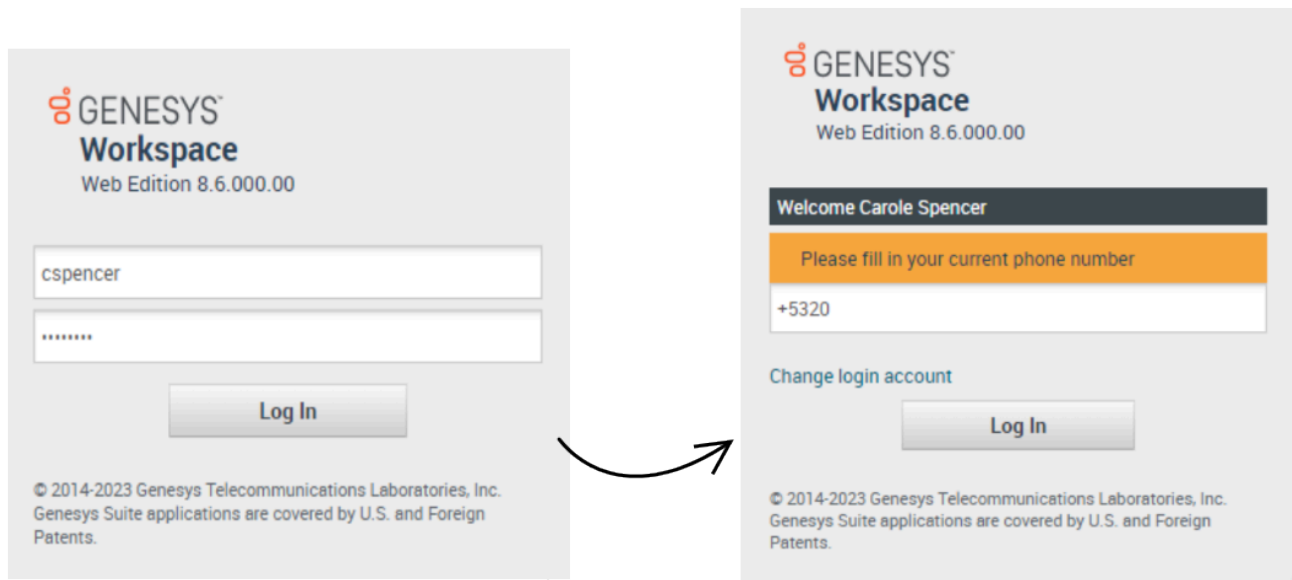 GENESYS™
Workspace
Web Edition 8.6.000.00
cspencer
••••••••
Log In
© 2014-2023 Genesys Telecommunications Laboratories, Inc.
Genesys Suite applications are covered by U.S. and Foreign
Patents.
GENESYS™
Workspace
Web Edition 8.6.000.00
Welcome Carole Spencer
Please fill in your current phone number
+5320
Change login account
Log In
© 2014-2023 Genesys Telecommunications Laboratories, Inc.
Genesys Suite applications are covered by U.S. and Foreign
Patents.